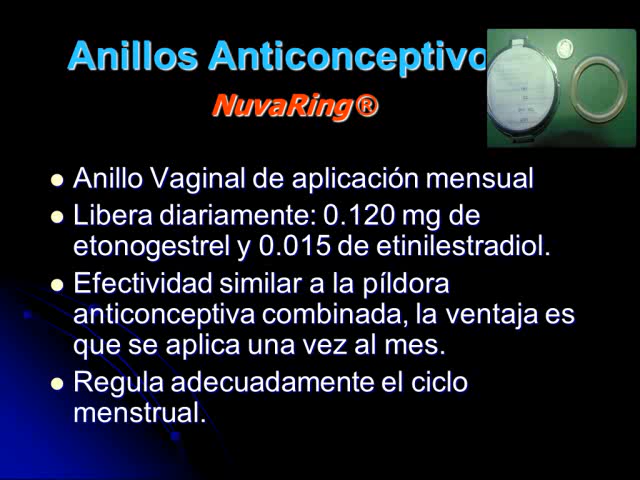 Anillos Anticonceptivo
NuvaRing®
Anillo Vaginal de aplicación mensual
Libera diariamente: 0.120 mg de
etonogestrel y 0.015 de etinilestradiol.
Efectividad similar a la píldora
anticonceptiva combinada, la ventaja es
que se aplica una vez al mes.
Regula adecuadamente el ciclo
menstrual.